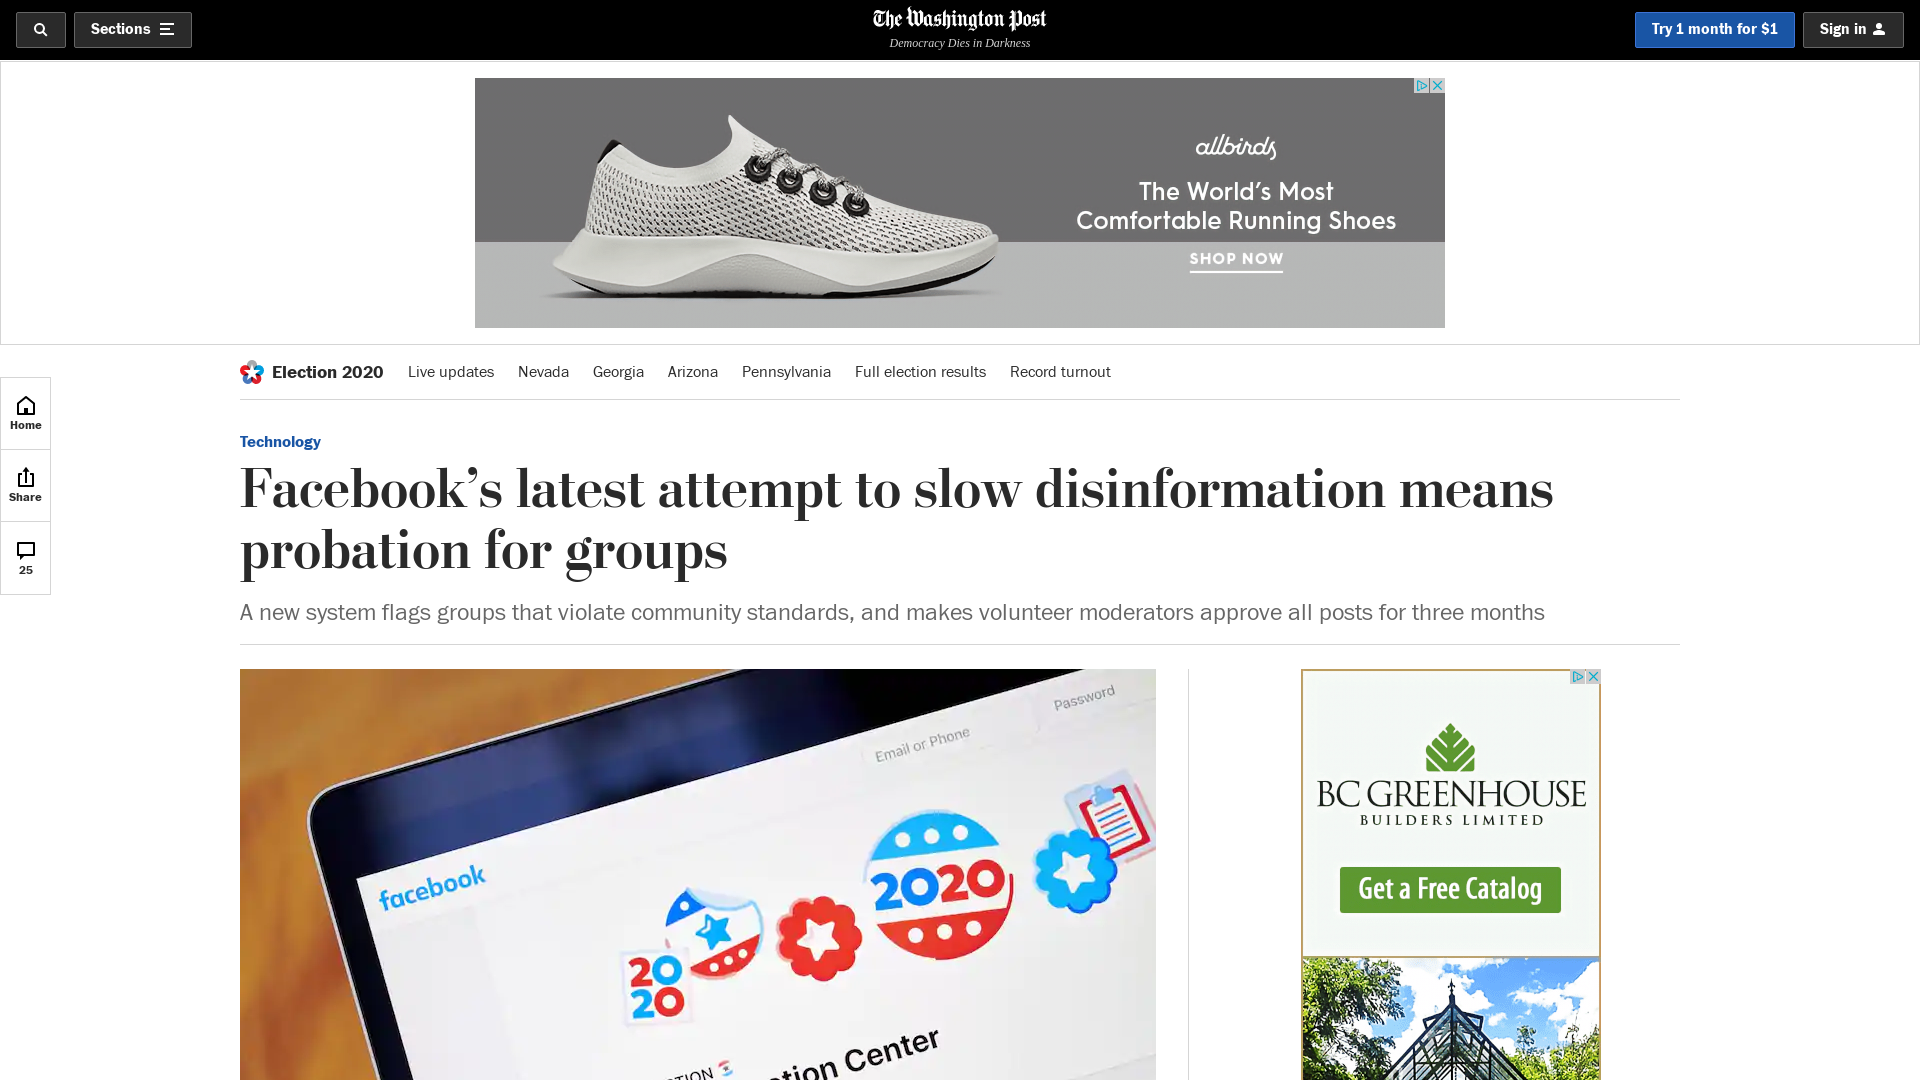 Sections
The Washington Post
Democracy Dies in Darkness
Try 1 month for $1
Sign in
allbirds
The World's Most
Comfortable Running Shoes
SHOP NOW
Election 2020
Live updates
Nevada
Georgia
Arizona
Pennsylvania
Full election results
Record turnout
Home
Share
25
Technology
Facebook’s latest attempt to slow disinformation means
probation for groups
A new system flags groups that violate community standards, and makes volunteer moderators approve all posts for three months
Email or Phone
Password
facebook
2020
20
20
Center
BC GREENHOUSE
BUILDERS LIMITED
Get a Free Catalog